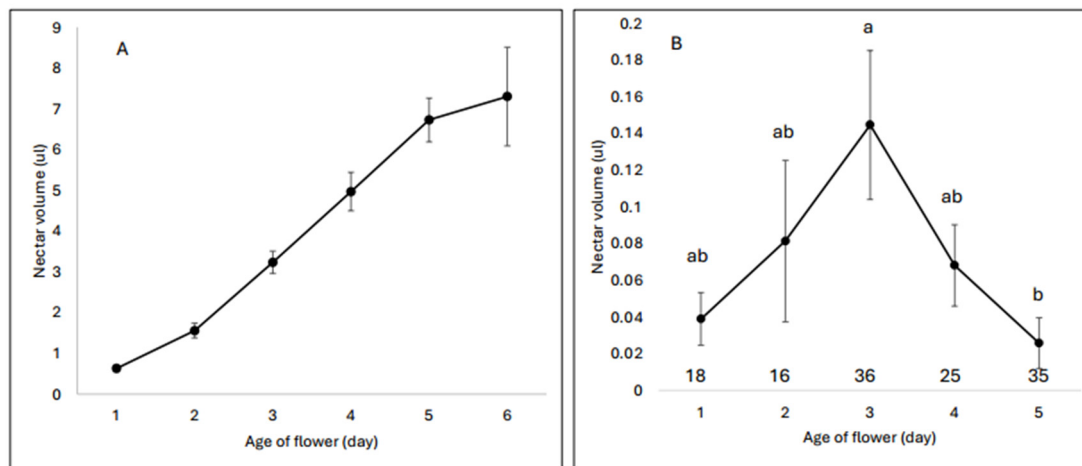 A
Nectar volume (ul)
9
8
7
6
5
4
3
2
1
0
1 2 3 4 5 6
Age of flower (day)
B
Nectar volume (ul)
0.2
0.18
0.16
0.14
0.12
0.1
0.08
0.06
0.04
0.02
0
ab
ab
a
ab
b
18 16 36 25 35
1 2 3 4 5
Age of flower (day)